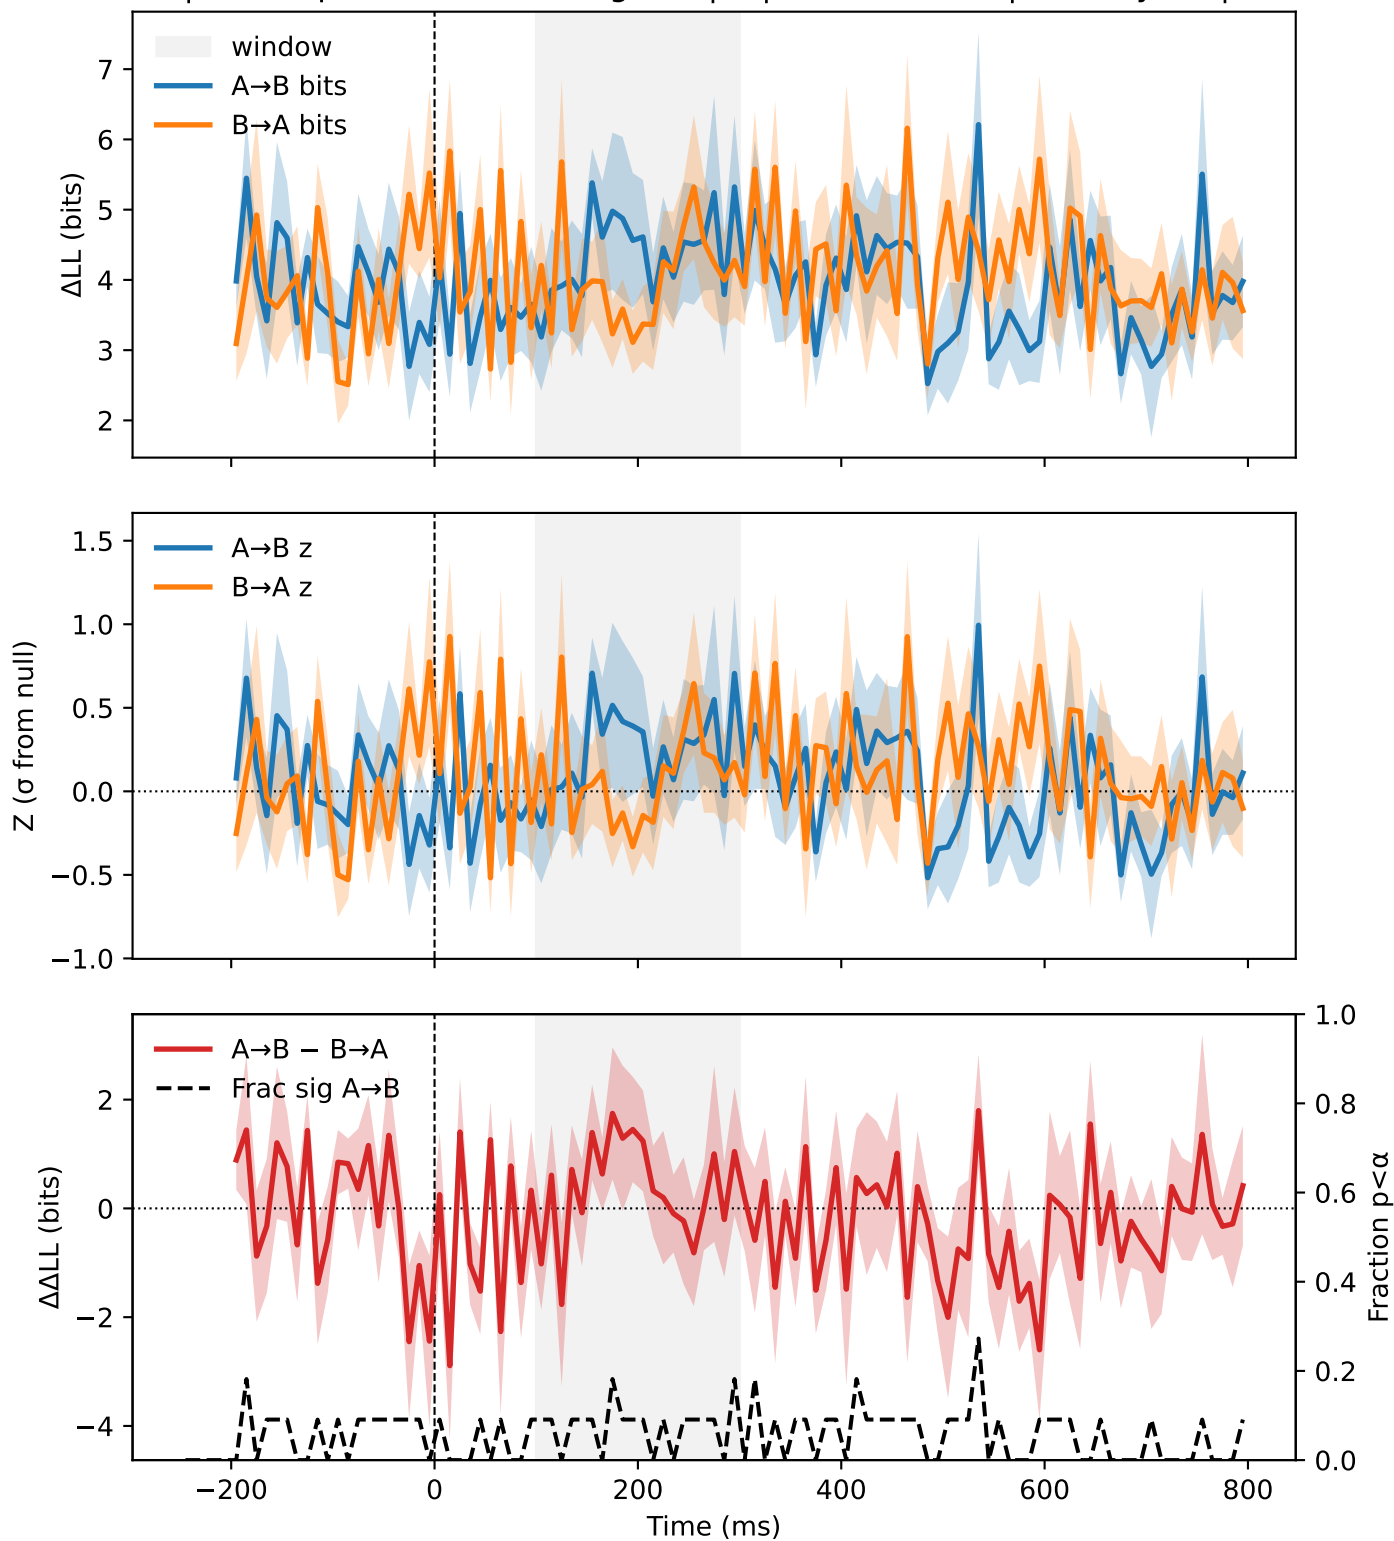 window
A→B bits
B→A bits
7
6
5
4
3
2
ΔLL (bits)
A→B z
B→A z
1.5
1.0
0.5
0.0
−0.5
−1.0
Z (σ from null)
A→B − B→A
Frac sig A→B
2
0
−2
−4
ΔΔLL (bits)
1.0
0.8
0.6
0.4
0.2
0.0
Fraction p<α
−200 0 200 400 600 800
Time (ms)